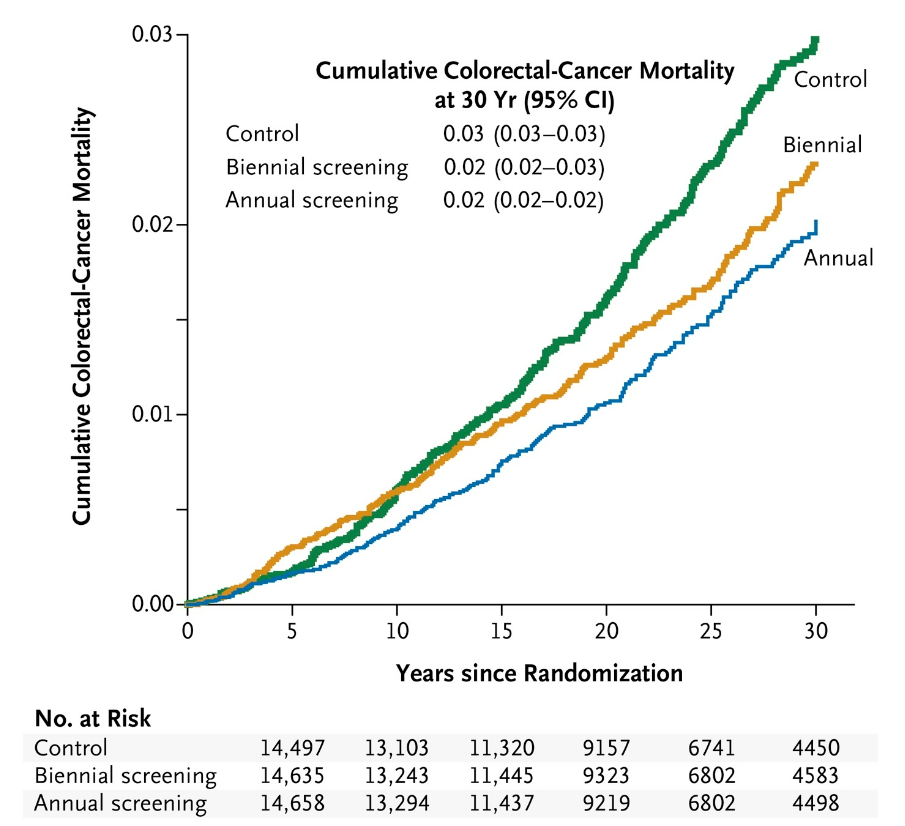 0.03
Cumulative Colorectal-Cancer Mortality
at 30 Yr (95% CI)
Control 0.03 (0.03–0.03)
Biennial screening 0.02 (0.02–0.03)
Annual screening 0.02 (0.02–0.02)
Control
Biennial
Annual
Cumulative Colorectal-Cancer Mortality
0.02
0.01
0.00
0 5 10 15 20 25 30
Years since Randomization
No. at Risk
Control 14,497 13,103 11,320 9157 6741 4450
Biennial screening 14,635 13,243 11,445 9323 6802 4583
Annual screening 14,658 13,294 11,437 9219 6802 4498